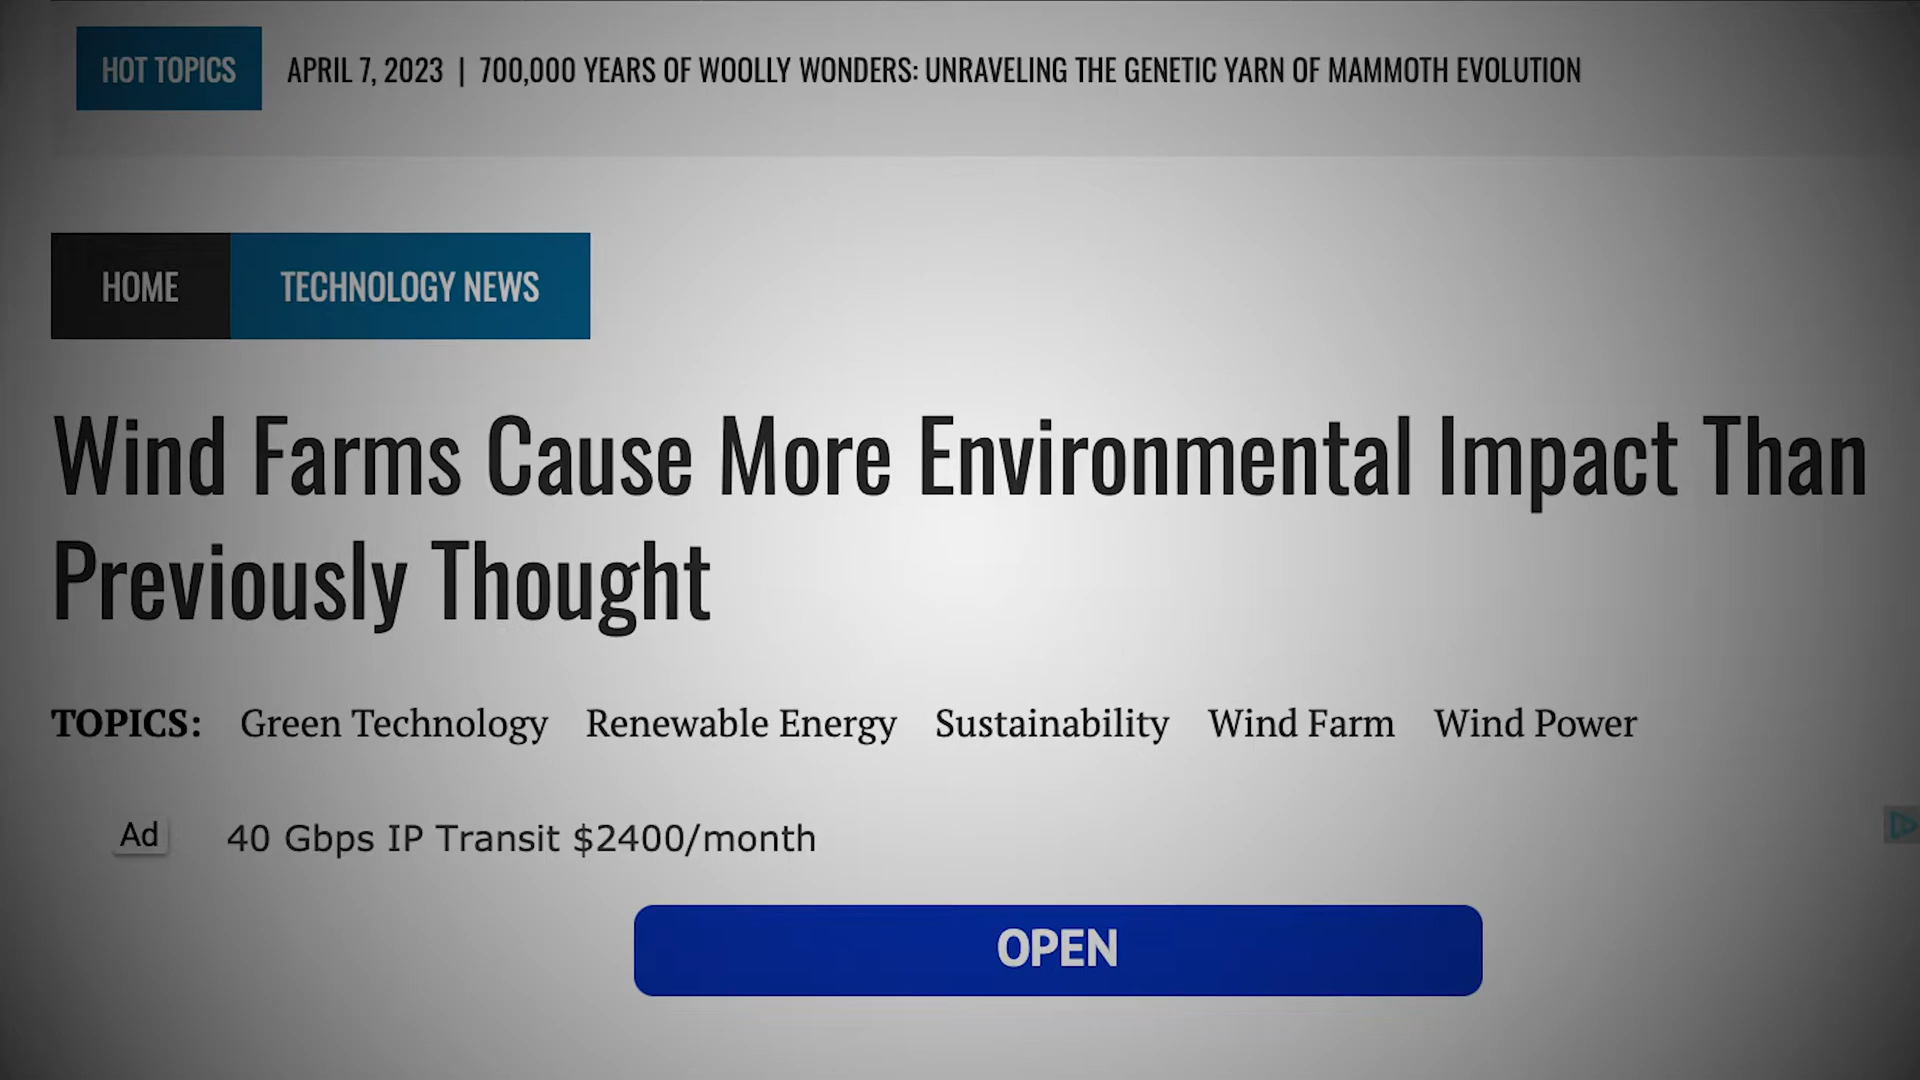 HOT TOPICS APRIL 7, 2023 | 700,000 YEARS OF WOOLLY WONDERS: UNRAVELING THE GENETIC YARN OF MAMMOTH EVOLUTION
HOME TECHNOLOGY NEWS
Wind Farms Cause More Environmental Impact Than
Previously Thought
TOPICS: Green Technology Renewable Energy Sustainability Wind Farm Wind Power
Ad 40 Gbps IP Transit $2400/month
OPEN